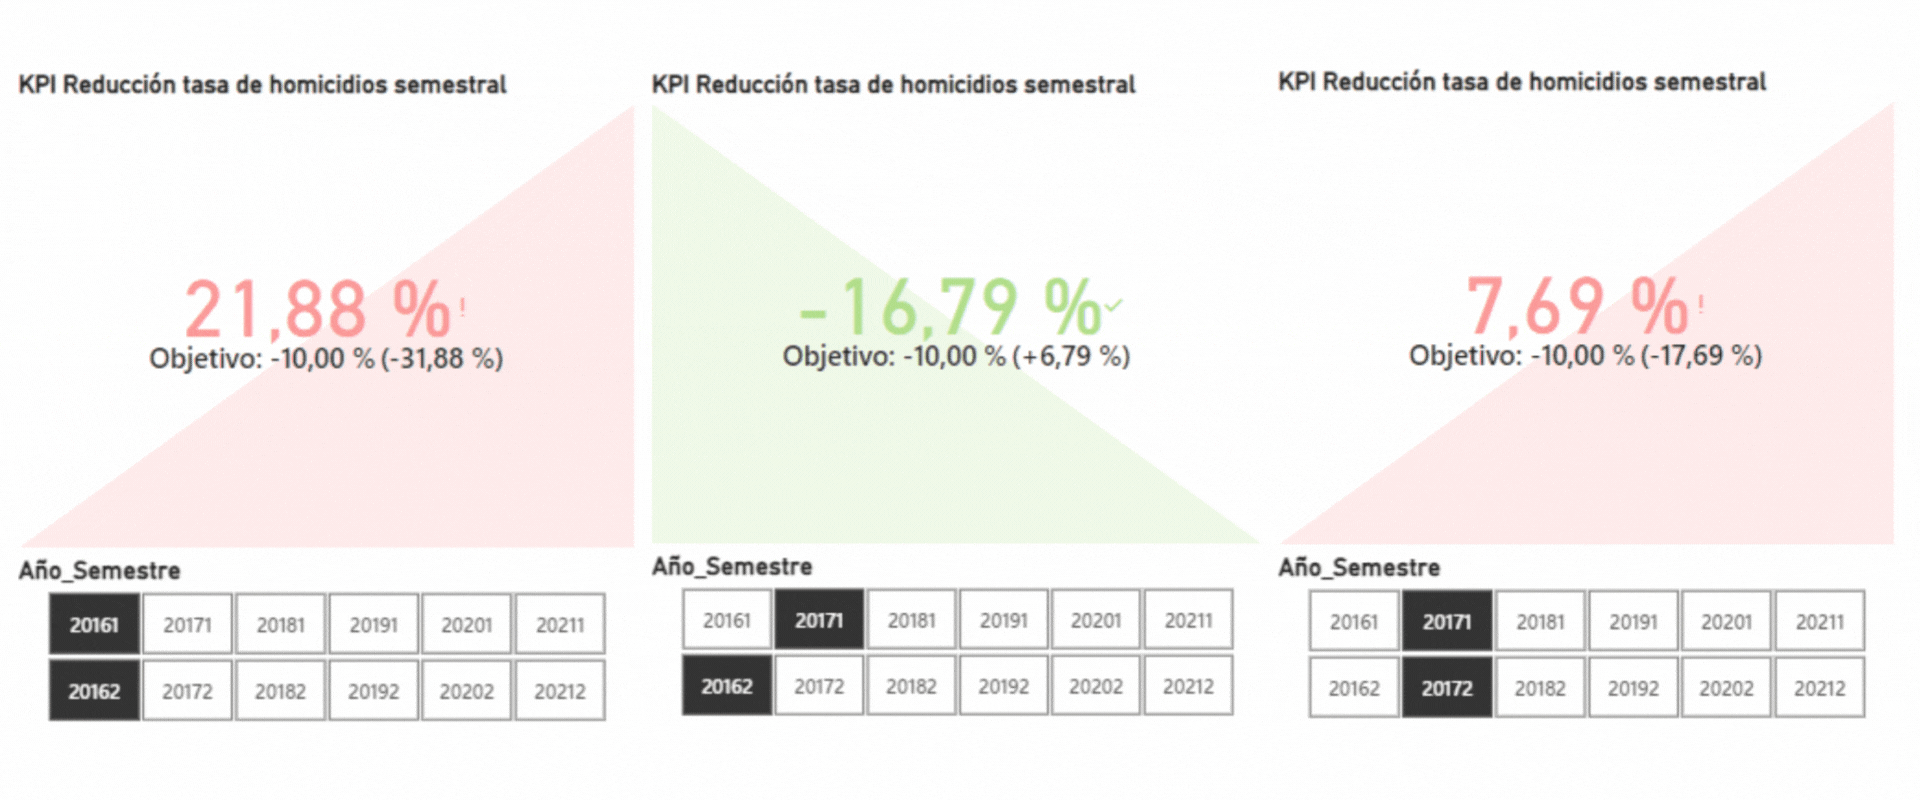 KPI Reducción tasa de homicidios semestral
21,88 %!
Objetivo: -10,00 % (-31,88 %)
Año_Semestre
20161 20171 20181 20191 20201 20211
20162 20172 20182 20192 20202 20212
KPI Reducción tasa de homicidios semestral
-16,79 %✓
Objetivo: -10,00 % (+6,79 %)
Año_Semestre
20161 20171 20181 20191 20201 20211
20162 20172 20182 20192 20202 20212
KPI Reducción tasa de homicidios semestral
7,69 %!
Objetivo: -10,00 % (-17,69 %)
Año_Semestre
20161 20171 20181 20191 20201 20211
20162 20172 20182 20192 20202 20212